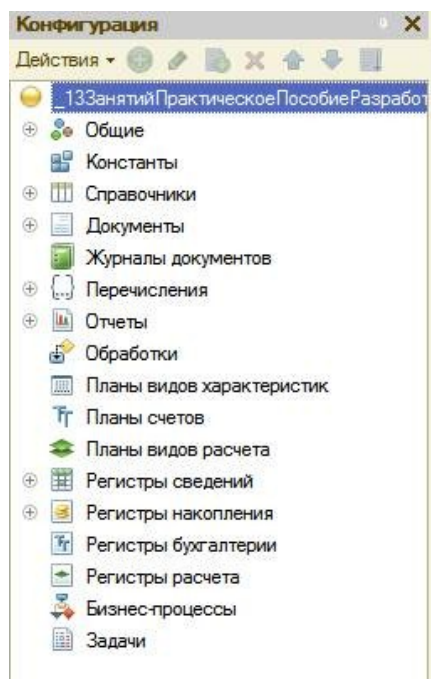 Конфигурация
Действия
_13ЗанятийПрактическоеПособиеРазработ
Общие
Константы
Справочники
Документы
Журналы документов
Перечисления
Отчеты
Обработки
Планы видов характеристик
Планы счетов
Планы видов расчета
Регистры сведений
Регистры накопления
Регистры бухгалтерии
Регистры расчета
Бизнес-процессы
Задачи